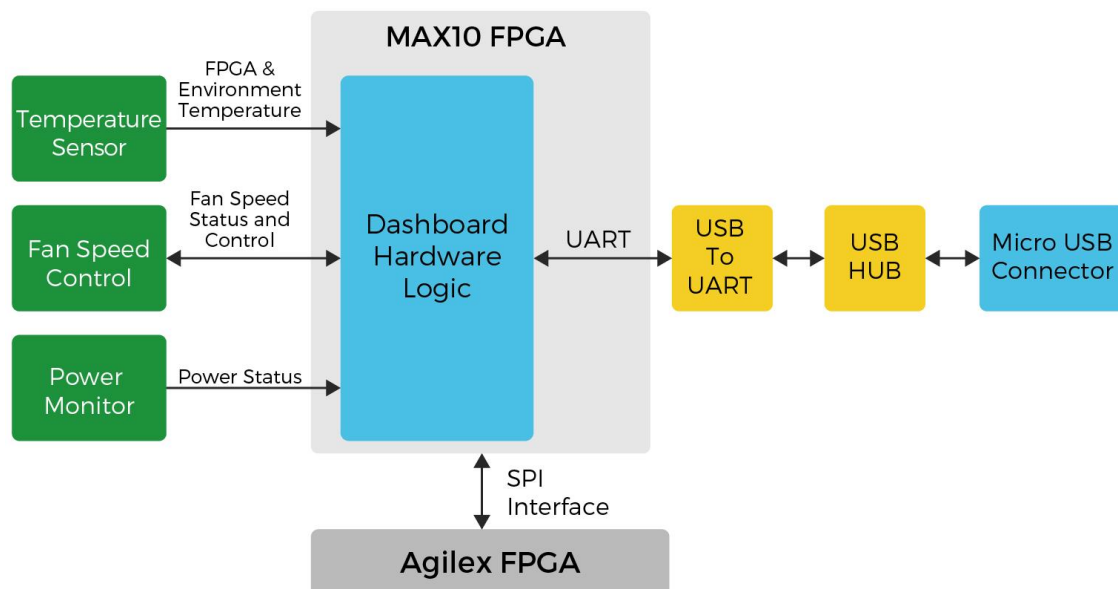 MAX10 FPGA
FPGA &
Environment
Temperature
Temperature
Sensor
Fan Speed
Status and
Control
Fan Speed
Control
Power Status
Power
Monitor
Dashboard
Hardware
Logic
UART
USB
To
UART
USB
HUB
Micro USB
Connector
SPI
Interface
Agilex FPGA